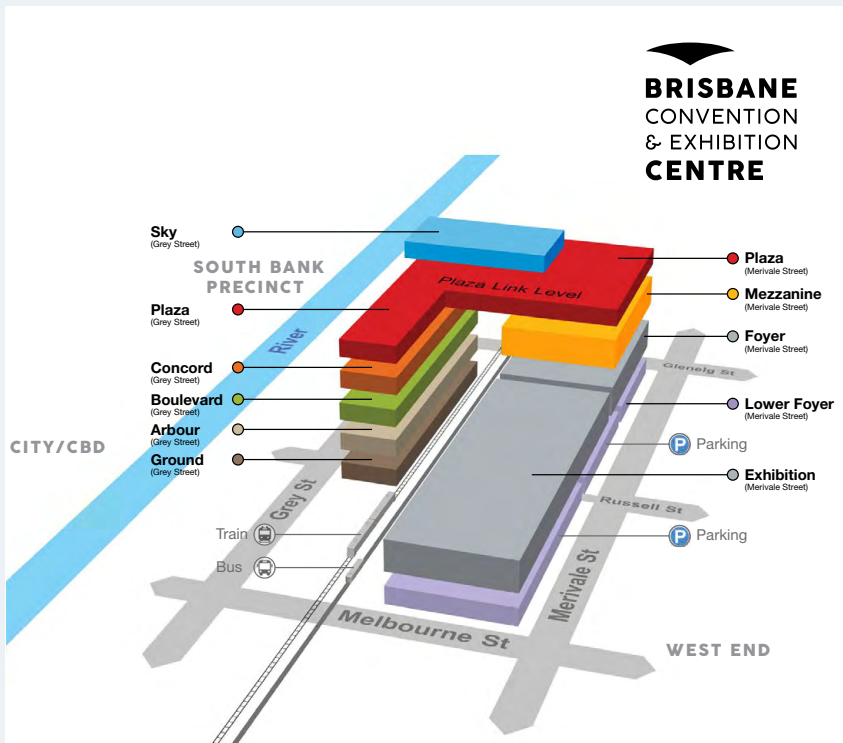 BRISBANE
CONVENTION
& EXHIBITION
CENTRE
Sky
(Grey Street)
SOUTH BANK
PRECINCT
Plaza
(Grey Street)
River
Plaza Link Level
Plaza
(Merivale Street)
Mezzanine
(Merivale Street)
Foyer
(Merivale Street)
Glenelg St
Concord
(Grey Street)
Boulevard
(Grey Street)
Arbour
(Grey Street)
Ground
(Grey Street)
CITY/CBD
Lower Foyer
(Merivale Street)
P Parking
Exhibition
(Merivale Street)
Russell St
P Parking
Grey St
Train
Bus
Merivale St
Melbourne St
WEST END